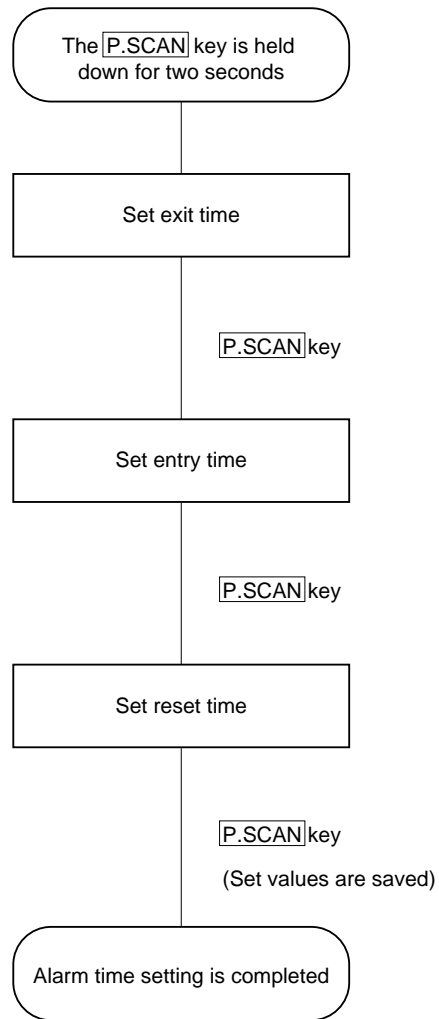 The P.SCAN key is held
down for two seconds
Set exit time
P.SCAN key
Set entry time
P.SCAN key
Set reset time
P.SCAN key
(Set values are saved)
Alarm time setting is completed